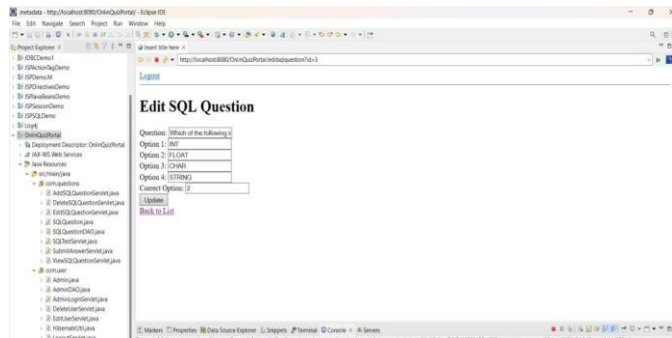 .metadata - http://localhost:8080/OnlinQuizPortal/ - Eclipse IDE
File Edit Navigate Search Project Run Window Help
Project Explorer
Insert title here
JDBCDemo1
JSPActionTagDemo
JSPDemoM
JSPDirectivesDemo
JSPJavaBeansDemo
JSPSessionDemo
JSPSQLDemo
Log4j
OnlinQuizPortal
Deployment Descriptor: OnlinQuizPortal
JAX-WS Web Services
Java Resources
src/main/java
com.questions
AddSQLQuestionServlet.java
DeleteSQLQuestionServlet.java
EditSQLQuestionServlet.java
SQLQuestion.java
SQLQuestionDAO.java
SQLTestServlet.java
SubmitAnswerServlet.java
ViewSQLQuestionServlet.java
com.user
Admin.java
AdminDAO.java
AdminLoginServlet.java
DeleteUserServlet.java
EditUserServlet.java
HibernateUtil.java
LogoutServlet.java
http://localhost:8080/OnlinQuizPortal/editsqlquestion?id=3
Logout
Edit SQL Question
Question: Which of the following is
Option 1: INT
Option 2: FLOAT
Option 3: CHAR
Option 4: STRING
Correct Option: 2
Update
Back to List
Markers Properties Data Source Explorer Snippets Terminal Console Servers